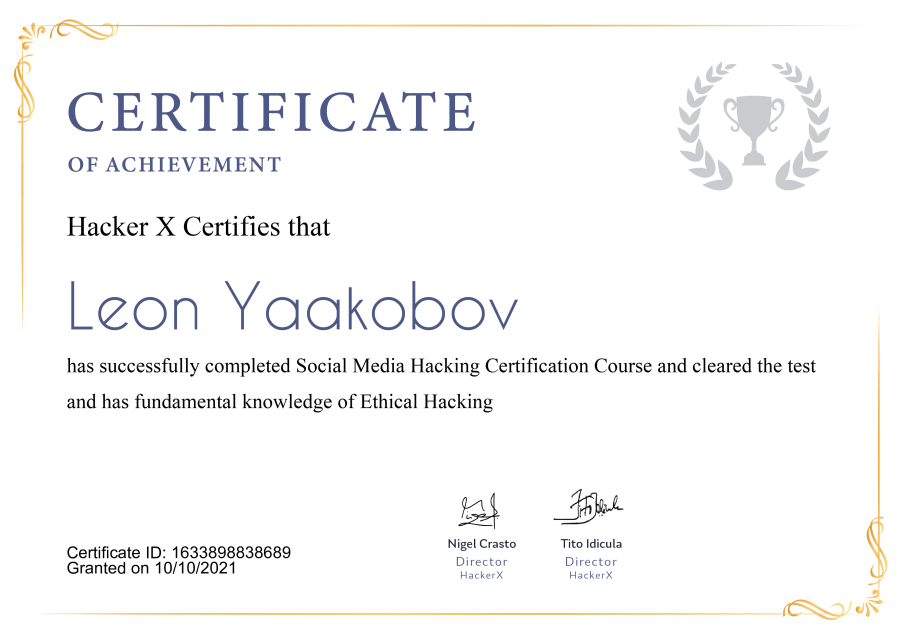 CERTIFICATE
OF ACHIEVEMENT
Hacker X Certifies that
Leon Yaakobov
has successfully completed Social Media Hacking Certification Course and cleared the test
and has fundamental knowledge of Ethical Hacking
Certificate ID: 1633898838689
Granted on 10/10/2021
Nigel Crasto
Director
HackerX
Tito Idicula
Director
HackerX